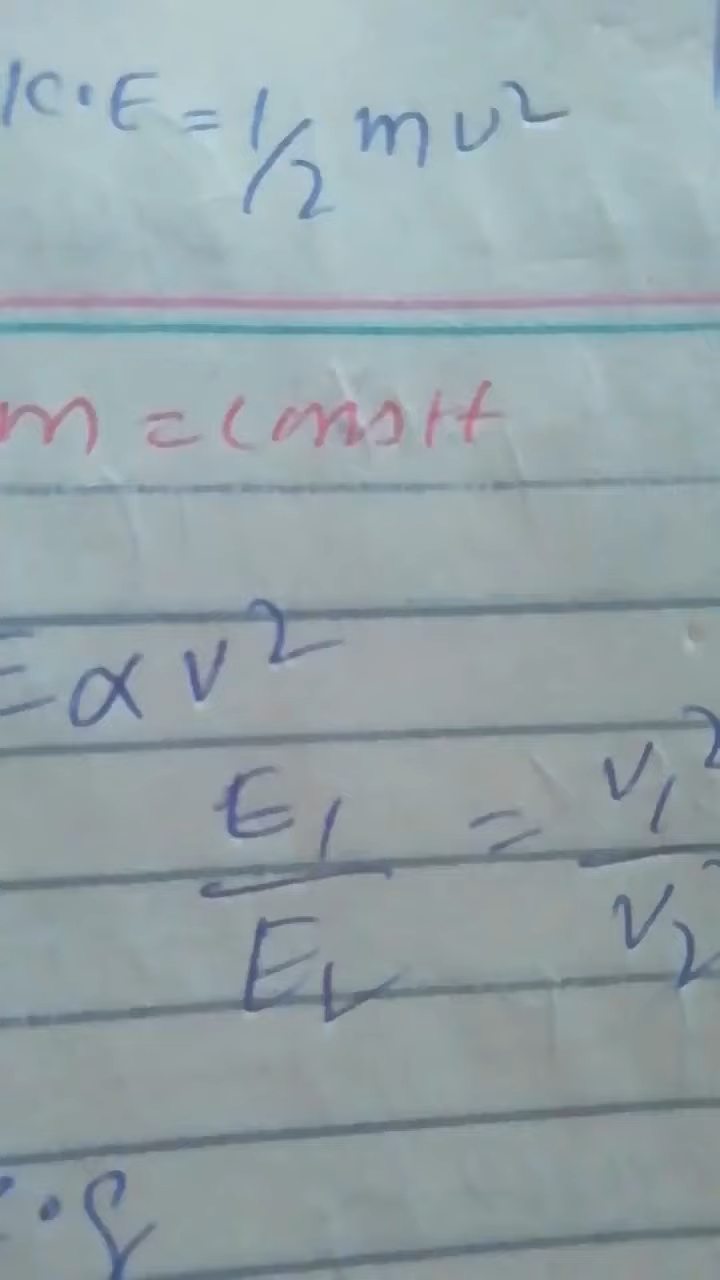 K.E = 1/2 mv²
m = const
E ∝ v²
E₁/E₂ = v₁²/v₂²